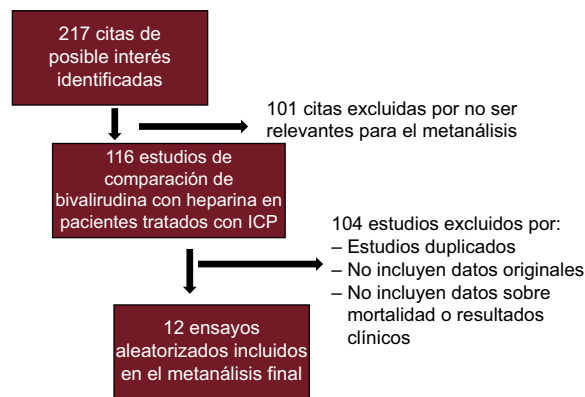 217 citas de
posible interés
identificadas
101 citas excluidas por no ser
relevantes para el metanálisis
116 estudios de
comparación de
bivalirudina con heparina en
pacientes tratados con ICP
104 estudios excluidos por:
– Estudios duplicados
– No incluyen datos originales
– No incluyen datos sobre
mortalidad o resultados
clínicos
12 ensayos
aleatorizados incluidos
en el metanálisis final